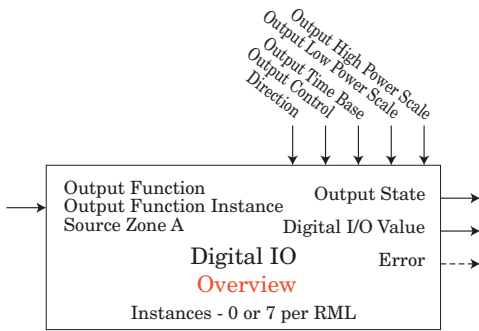 Output High Power Scale
Output Low Power Scale
Output Time Base
Output Control
Direction
Output Function
Output Function Instance
Source Zone A
Output State
Digital I/O Value
Error
Digital IO
Overview
Instances - 0 or 7 per RML